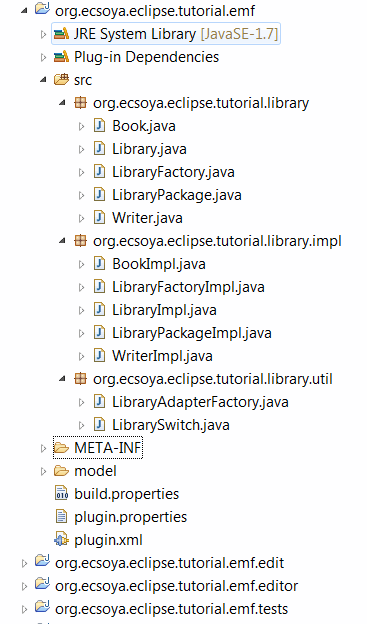 org.ecsoya.eclipse.tutorial.emf
JRE System Library [JavaSE-1.7]
Plug-in Dependencies
src
org.ecsoya.eclipse.tutorial.library
Book.java
Library.java
LibraryFactory.java
LibraryPackage.java
Writer.java
org.ecsoya.eclipse.tutorial.library.impl
BookImpl.java
LibraryFactoryImpl.java
LibraryImpl.java
LibraryPackageImpl.java
WriterImpl.java
org.ecsoya.eclipse.tutorial.library.util
LibraryAdapterFactory.java
LibrarySwitch.java
META-INF
model
build.properties
plugin.properties
plugin.xml
org.ecsoya.eclipse.tutorial.emf.edit
org.ecsoya.eclipse.tutorial.emf.editor
org.ecsoya.eclipse.tutorial.emf.tests